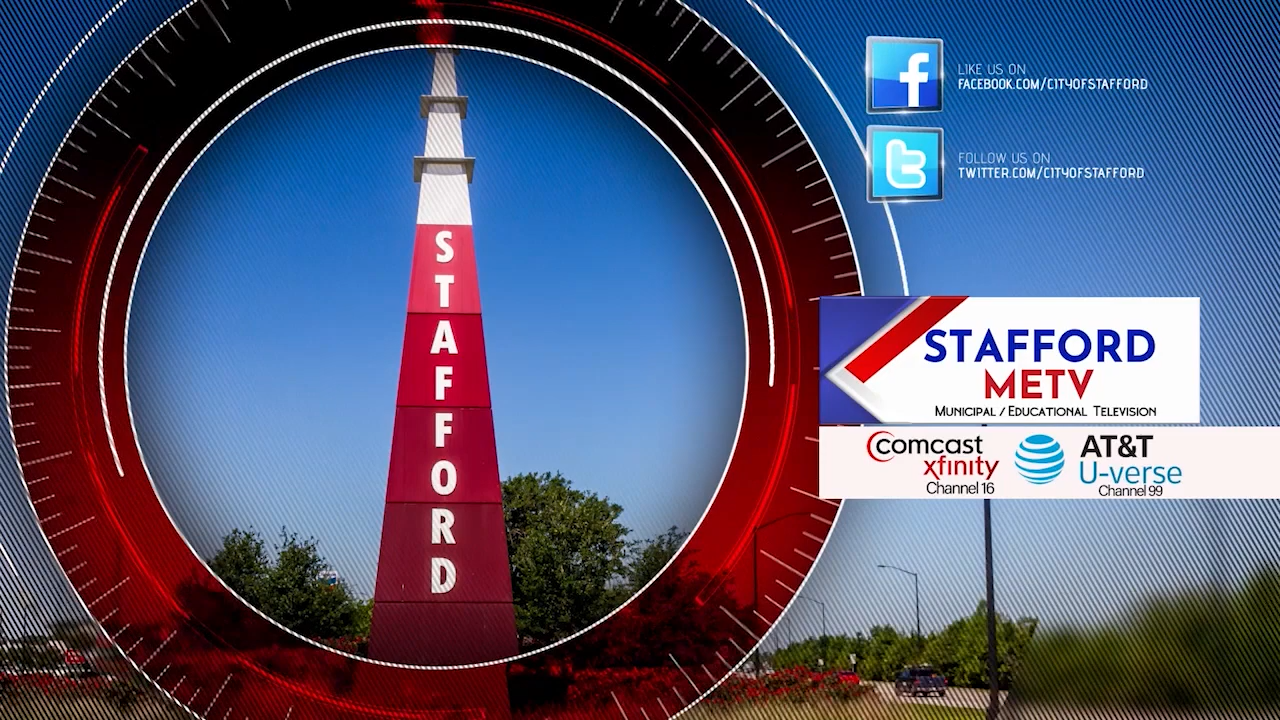 STAFFORD
LIKE US ON
FACEBOOK.COM/CITYOFSTAFFORD
FOLLOW US ON
TWITTER.COM/CITYOFSTAFFORD
STAFFORD
METV
MUNICIPAL / EDUCATIONAL TELEVISION
comcast
xfinity
Channel 16
AT&T
U-verse
Channel 99